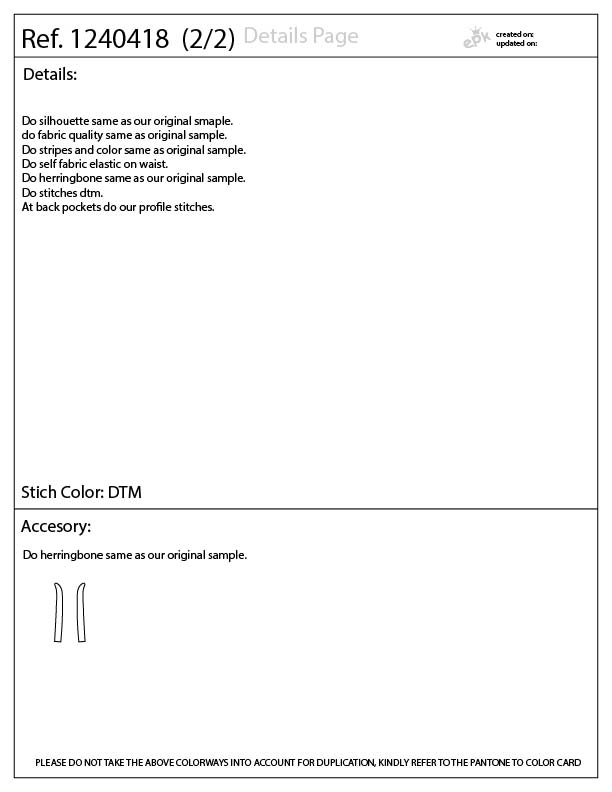 Ref. 1240418 (2/2) Details Page
epk
created on:
updated on:
Details:
Do silhouette same as our original smaple.
do fabric quality same as original sample.
Do stripes and color same as original sample.
Do self fabric elastic on waist.
Do herringbone same as our original sample.
Do stitches dtm.
At back pockets do our profile stitches.
Stich Color: DTM
Accesory:
Do herringbone same as our original sample.
PLEASE DO NOT TAKE THE ABOVE COLORWAYS INTO ACCOUNT FOR DUPLICATION, KINDLY REFER TO THE PANTONE TO COLOR CARD